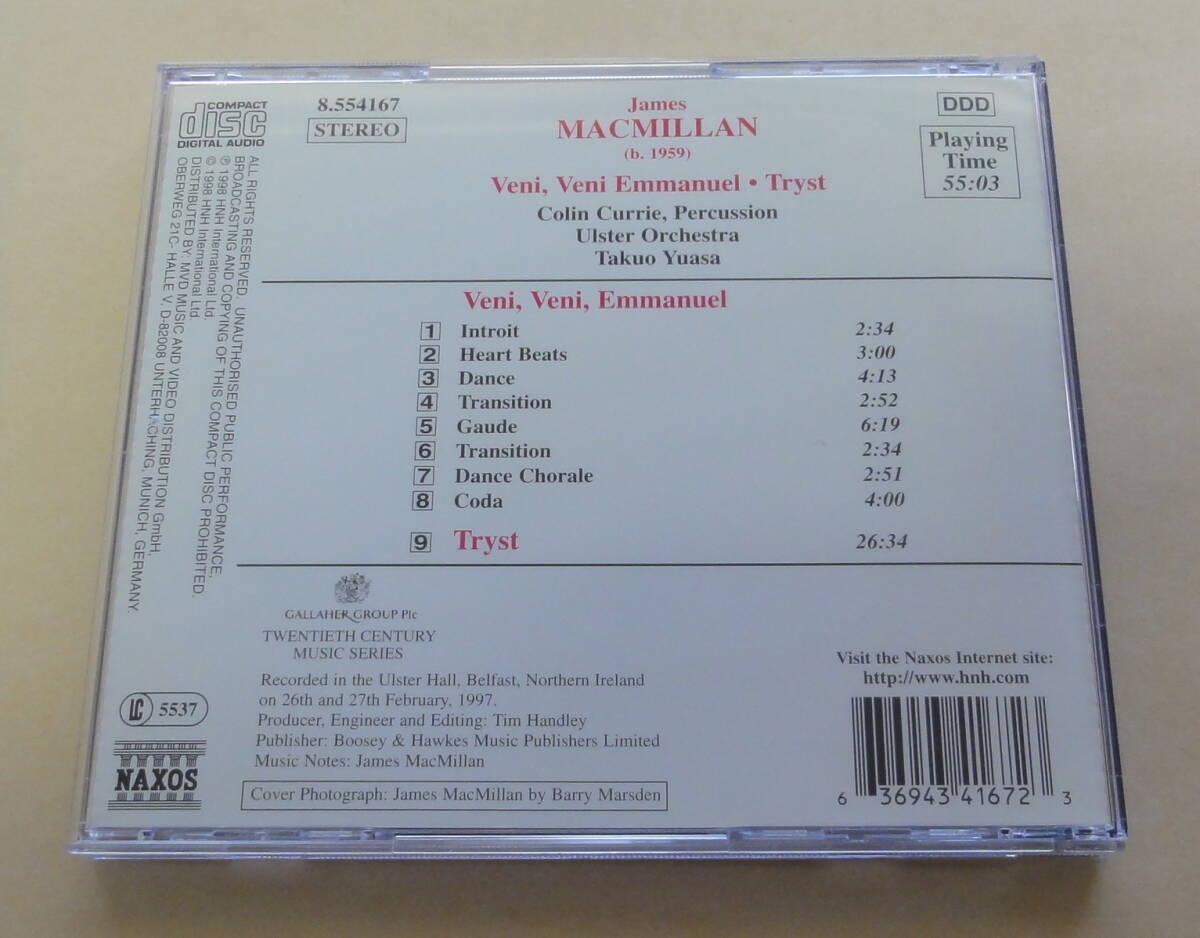 COMPACT
disc
DIGITAL AUDIO
8.554167
STEREO
James
MACMILLAN
(b. 1959)
Veni, Veni Emmanuel • Tryst
Colin Currie, Percussion
Ulster Orchestra
Takuo Yuasa
DDD
Playing
Time
55:03
Veni, Veni, Emmanuel
1 Introit 2:34
2 Heart Beats 3:00
3 Dance 4:13
4 Transition 2:52
5 Gaude 6:19
6 Transition 2:34
7 Dance Chorale 2:51
8 Coda 4:00
9 Tryst 26:34
ALL RIGHTS RESERVED. UNAUTHORISED PUBLIC PERFORMANCE,
BROADCASTING AND COPYING OF THIS COMPACT DISC PROHIBITED.
℗ 1998 HNH International Ltd.
© 1998 HNH International Ltd.
DISTRIBUTED BY: MVD MUSIC AND VIDEO DISTRIBUTION GmbH,
OBERWEG 21C- HALLE V, D-82008 UNTERHACHING, MUNICH, GERMANY.
GALLAHER GROUP Plc
TWENTIETH CENTURY
MUSIC SERIES
Recorded in the Ulster Hall, Belfast, Northern Ireland
on 26th and 27th February, 1997.
Producer, Engineer and Editing: Tim Handley
Publisher: Boosey & Hawkes Music Publishers Limited
Music Notes: James MacMillan
Cover Photograph: James MacMillan by Barry Marsden
LC 5537
NAXOS
Visit the Naxos Internet site:
http://www.hnh.com
6 36943 41672 3